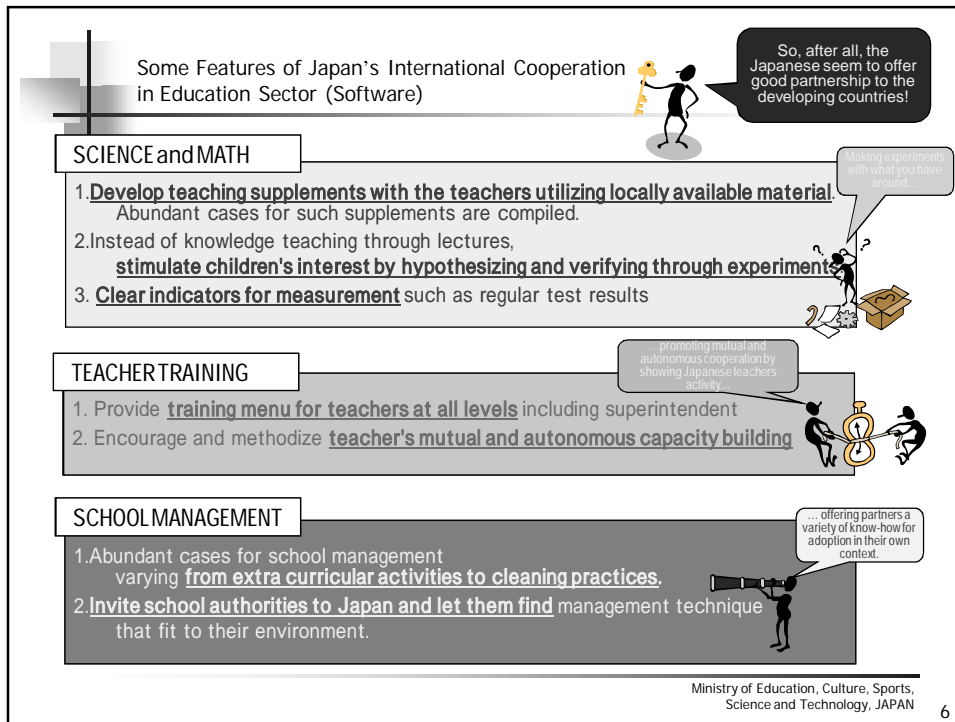 Some Features of Japan's International Cooperation
in Education Sector (Software)
So, after all, the
Japanese seem to offer
good partnership to the
developing countries!
SCIENCE and MATH
Making experiments
with what you have
around…
1.Develop teaching supplements with the teachers utilizing locally available material.
Abundant cases for such supplements are compiled.
2.Instead of knowledge teaching through lectures,
stimulate children's interest by hypothesizing and verifying through experiments
3. Clear indicators for measurement such as regular test results
TEACHER TRAINING
…promoting mutual and
autonomous cooperation by
showing Japanese teachers
activity…
1. Provide training menu for teachers at all levels including superintendent
2. Encourage and methodize teacher's mutual and autonomous capacity building
SCHOOL MANAGEMENT
… offering partners a
variety of know-how for
adoption in their own
context.
1.Abundant cases for school management
varying from extra curricular activities to cleaning practices.
2.Invite school authorities to Japan and let them find management technique
that fit to their environment.
Ministry of Education, Culture, Sports,
Science and Technology, JAPAN
6